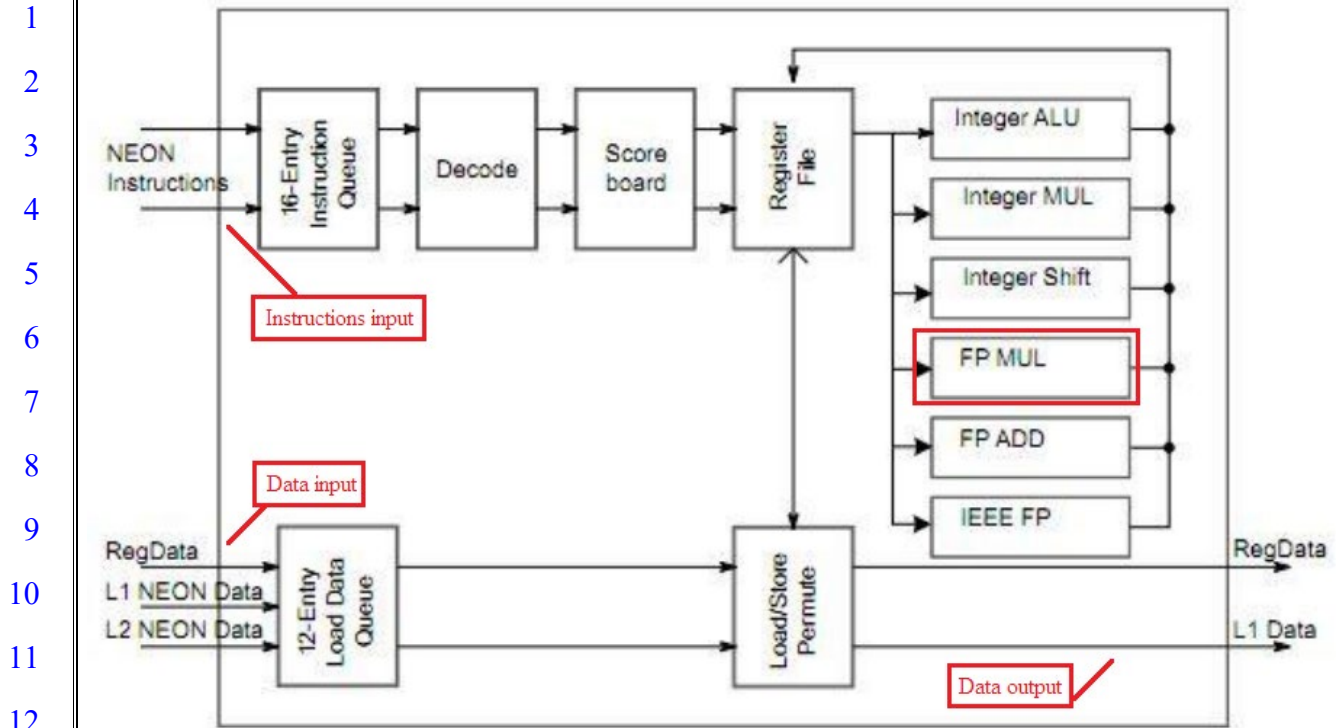 1
2
3
4
5
6
7
8
9
10
11
12
NEON
Instructions
16-Entry
Instruction
Queue
Decode
Score
board
Register
File
Integer ALU
Integer MUL
Integer Shift
FP MUL
FP ADD
IEEE FP
Instructions input
Data input
RegData
L1 NEON Data
L2 NEON Data
12-Entry
Load Data
Queue
Load/Store
Permute
RegData
L1 Data
Data output